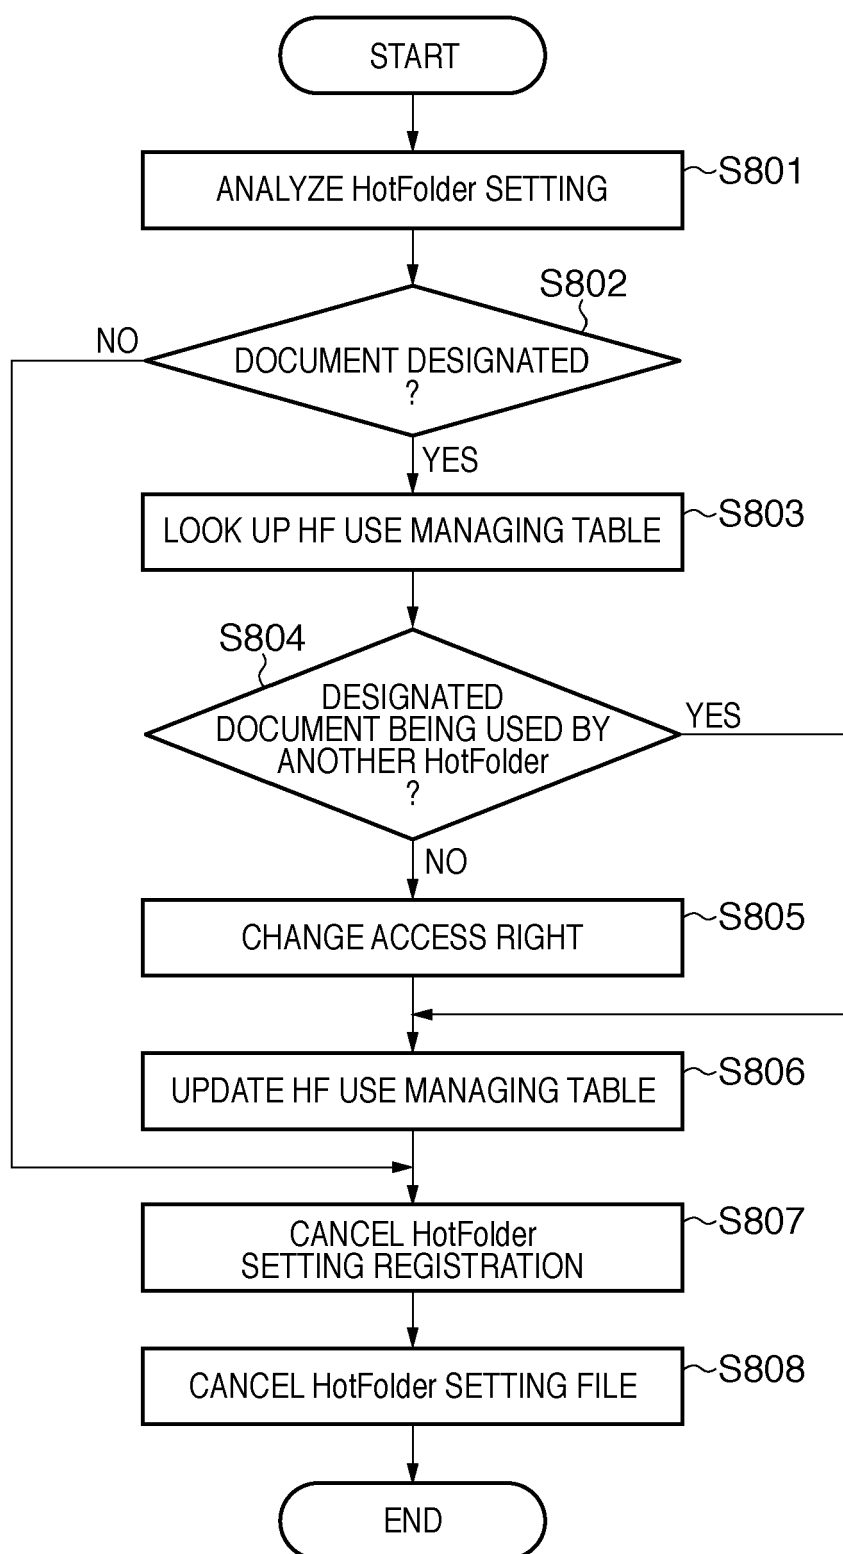 START
ANALYZE HotFolder SETTING
S801
S802
NO
DOCUMENT DESIGNATED
?
YES
LOOK UP HF USE MANAGING TABLE
S803
S804
DESIGNATED
DOCUMENT BEING USED BY
ANOTHER HotFolder
?
YES
NO
CHANGE ACCESS RIGHT
S805
UPDATE HF USE MANAGING TABLE
S806
CANCEL HotFolder
SETTING REGISTRATION
S807
CANCEL HotFolder SETTING FILE
S808
END